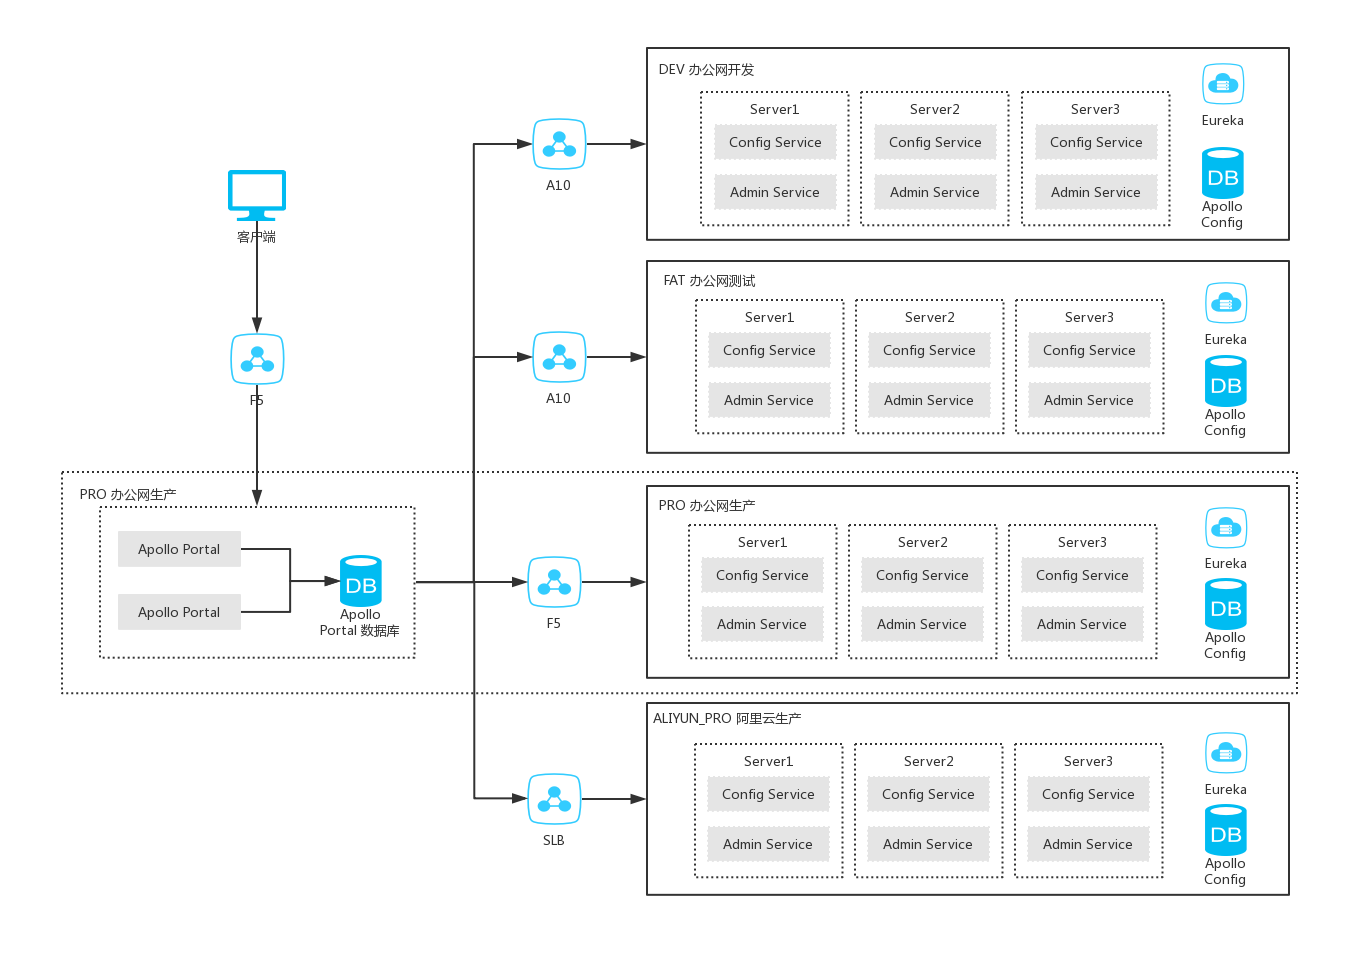 客户端
F5
PRO 办公网生产
Apollo Portal
Apollo Portal
DB
Apollo
Portal 数据库
A10
A10
F5
SLB
DEV 办公网开发
Server1
Config Service
Admin Service
Server2
Config Service
Admin Service
Server3
Config Service
Admin Service
Eureka
DB
Apollo
Config
FAT 办公网测试
Server1
Config Service
Admin Service
Server2
Config Service
Admin Service
Server3
Config Service
Admin Service
Eureka
DB
Apollo
Config
PRO 办公网生产
Server1
Config Service
Admin Service
Server2
Config Service
Admin Service
Server3
Config Service
Admin Service
Eureka
DB
Apollo
Config
ALIYUN_PRO 阿里云生产
Server1
Config Service
Admin Service
Server2
Config Service
Admin Service
Server3
Config Service
Admin Service
Eureka
DB
Apollo
Config